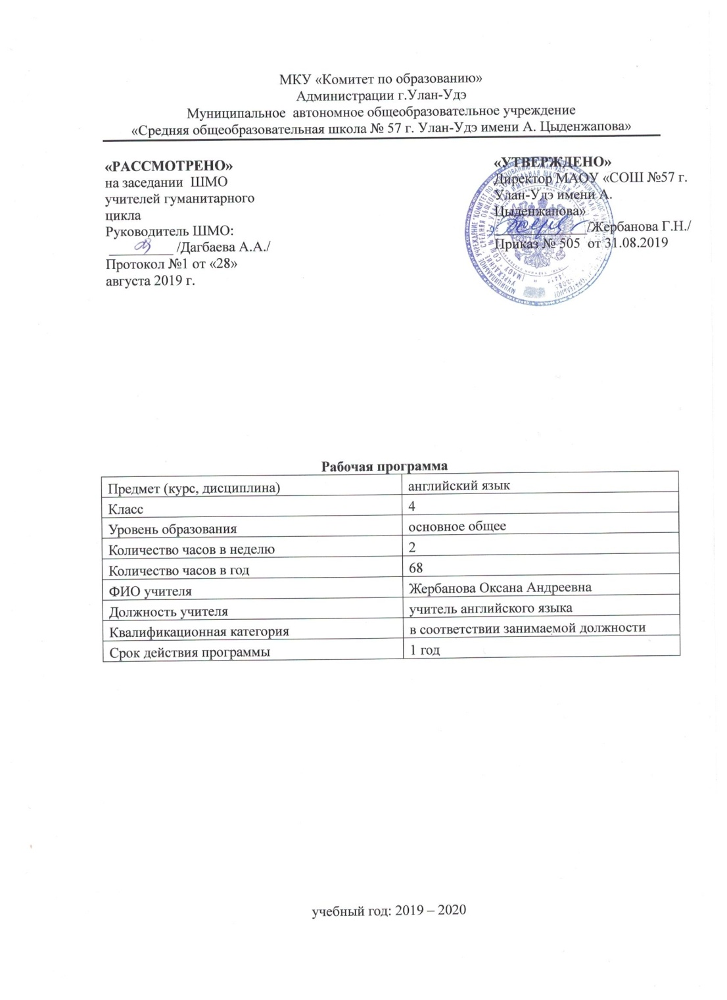 МКУ «Комитет по образованию»
Администрации г.Улан-Удэ
Муниципальное автономное общеобразовательное учреждение
«Средняя общеобразовательная школа № 57 г. Улан-Удэ имени А. Цыденжапова»
«РАССМОТРЕНО»
на заседании ШМО
учителей гуманитарного
цикла
Руководитель ШМО:
_________ /Дагбаева А.А./
Протокол №1 от «28»
августа 2019 г.
«УТВЕРЖДЕНО»
Директор МАОУ «СОШ №57 г.
Улан-Удэ имени А.
Цыденжапова»
_____________/Жербанова Г.Н./
Приказ № 505 от 31.08.2019
Рабочая программа
Предмет (курс, дисциплина) английский язык
Класс 4
Уровень образования основное общее
Количество часов в неделю 2
Количество часов в год 68
ФИО учителя Жербанова Оксана Андреевна
Должность учителя учитель английского языка
Квалификационная категория в соответствии занимаемой должности
Срок действия программы 1 год
учебный год: 2019 – 2020